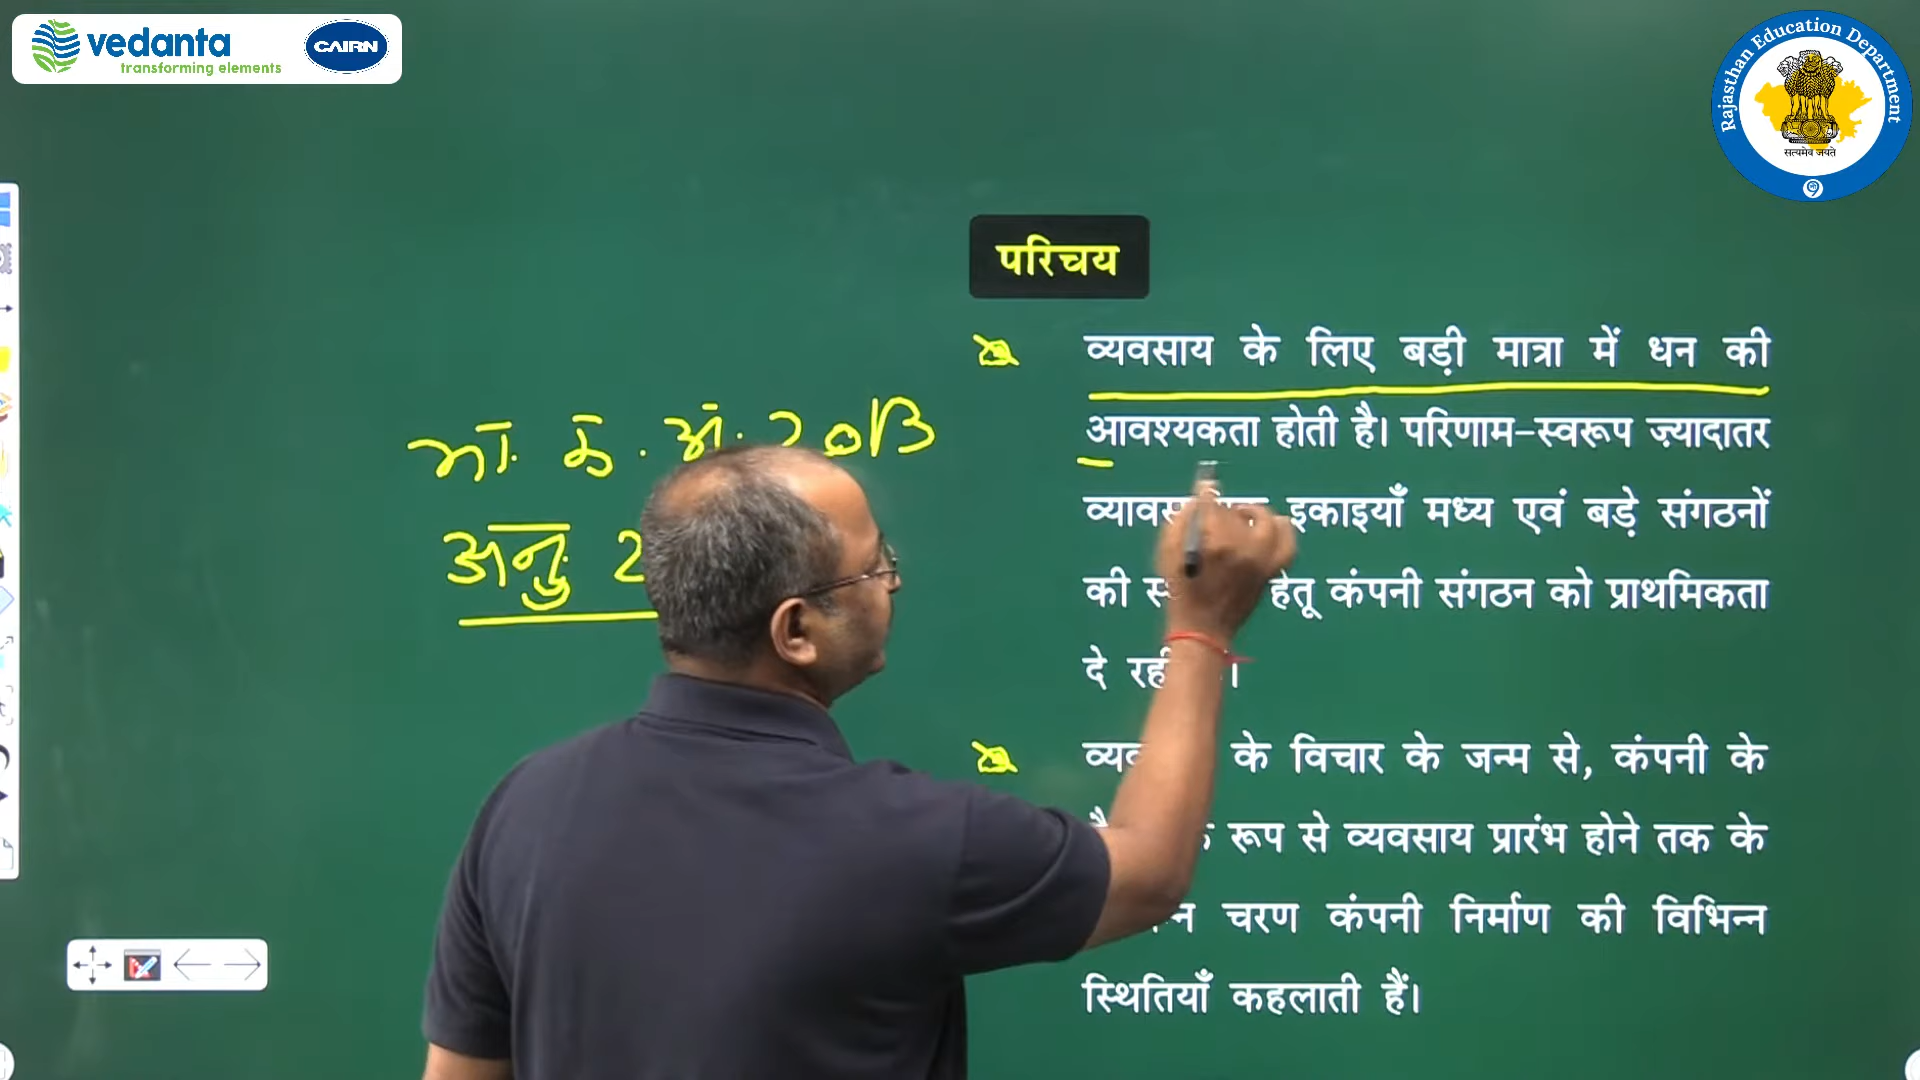 vedanta
transforming elements
CAIRN
Rajasthan Education Department
सत्यमेव जयते
परिचय
व्यवसाय के लिए बड़ी मात्रा में धन की
आवश्यकता होती है। परिणाम-स्वरूप ज़्यादातर
इकाइयाँ मध्य एवं बड़े संगठनों
की हेतू कंपनी संगठन को प्राथमिकता
दे
के विचार के जन्म से, कंपनी के
रूप से व्यवसाय प्रारंभ होने तक के
चरण कंपनी निर्माण की विभिन्न
स्थितियाँ कहलाती हैं।
भा. क. अ. 2013
अनु. 2